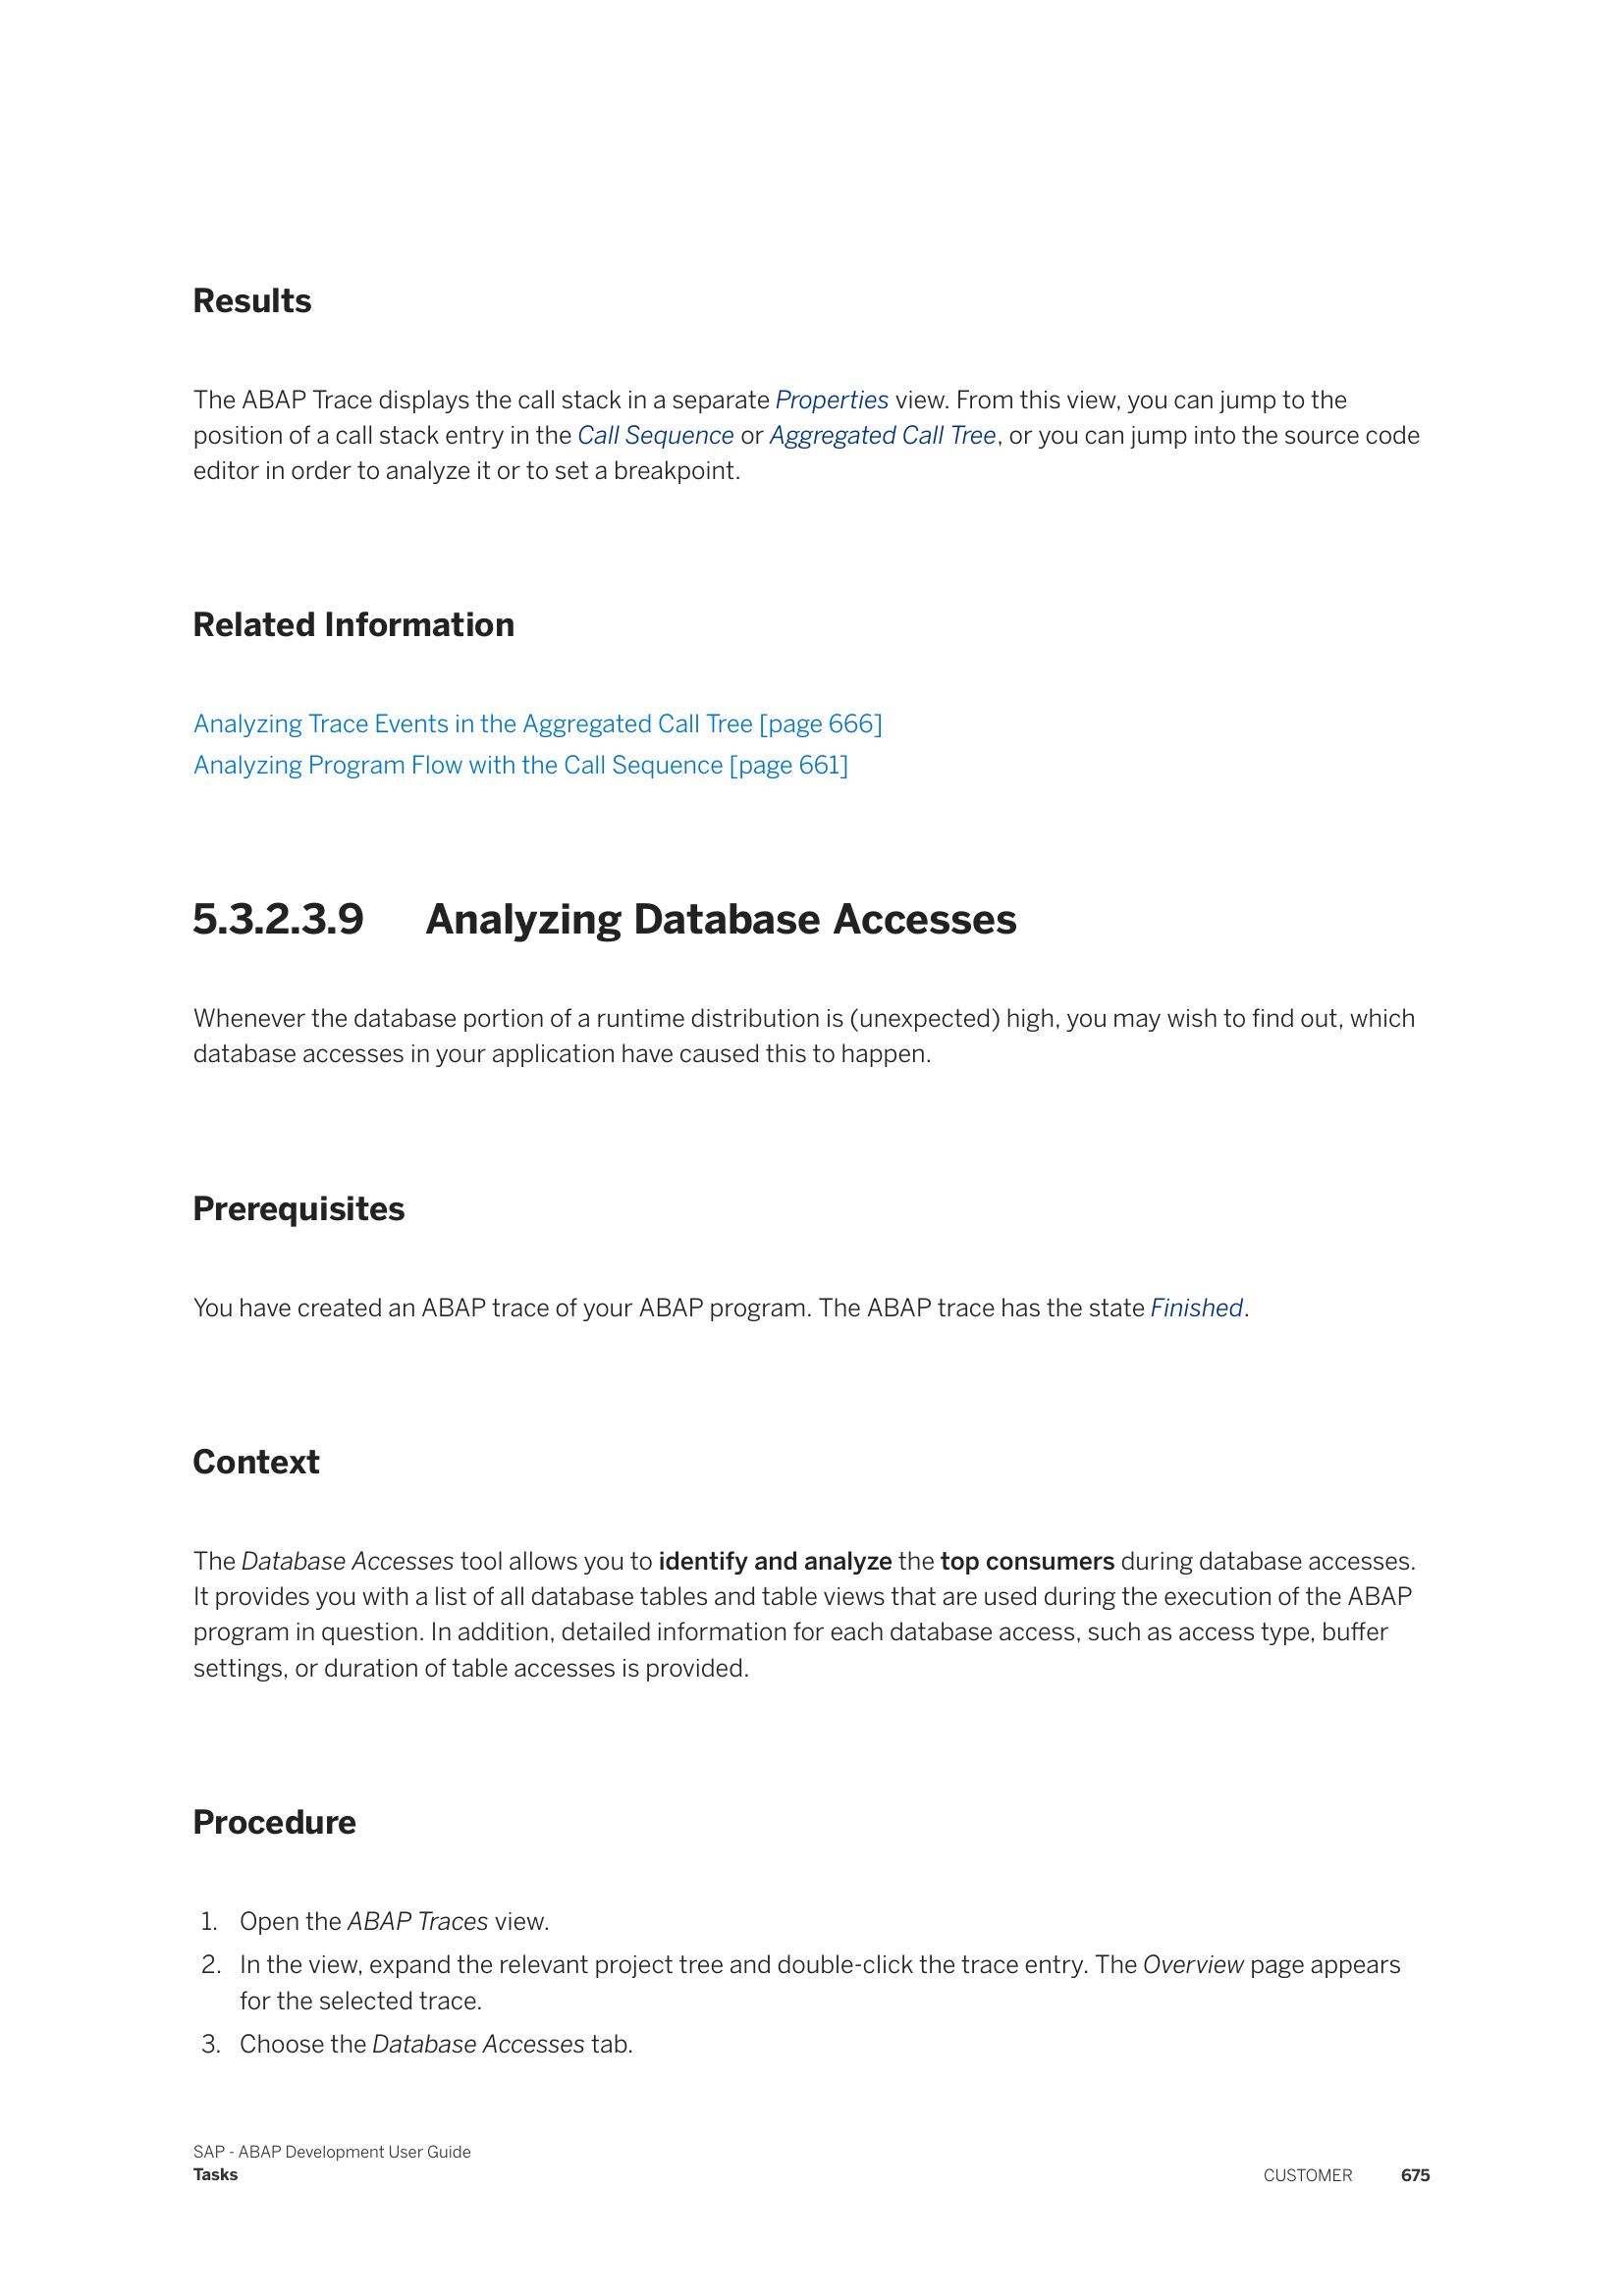 Results
The ABAP Trace displays the call stack in a separate Properties view. From this view, you can jump to the
position of a call stack entry in the Call Sequence or Aggregated Call Tree, or you can jump into the source code
editor in order to analyze it or to set a breakpoint.
Related Information
Analyzing Trace Events in the Aggregated Call Tree [page 666]
Analyzing Program Flow with the Call Sequence [page 661]
5.3.2.3.9 Analyzing Database Accesses
Whenever the database portion of a runtime distribution is (unexpected) high, you may wish to find out, which
database accesses in your application have caused this to happen.
Prerequisites
You have created an ABAP trace of your ABAP program. The ABAP trace has the state Finished.
Context
The Database Accesses tool allows you to identify and analyze the top consumers during database accesses.
It provides you with a list of all database tables and table views that are used during the execution of the ABAP
program in question. In addition, detailed information for each database access, such as access type, buffer
settings, or duration of table accesses is provided.
Procedure
1. Open the ABAP Traces view.
2. In the view, expand the relevant project tree and double-click the trace entry. The Overview page appears
for the selected trace.
3. Choose the Database Accesses tab.
SAP - ABAP Development User Guide
Tasks
CUSTOMER 675